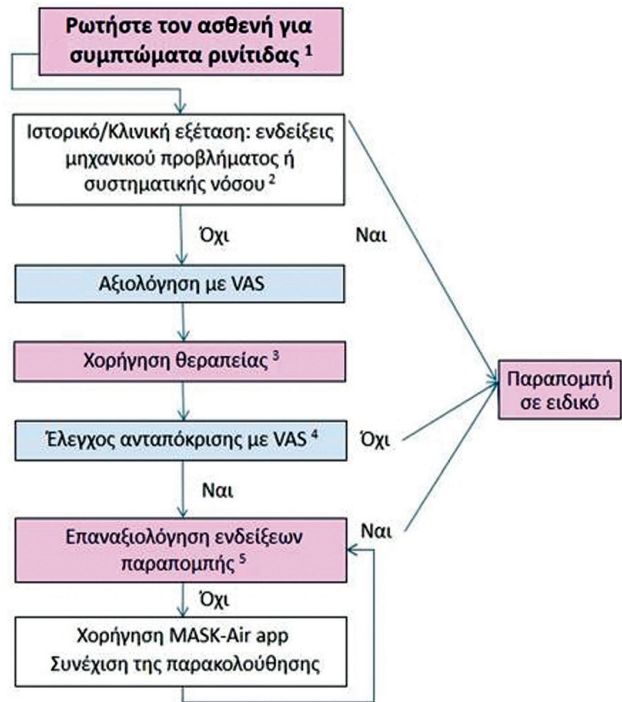 Ρωτήστε τον ασθενή για
συμπτώματα ρινίτιδας 1
Ιστορικό/Κλινική εξέταση: ενδείξεις
μηχανικού προβλήματος ή
συστηματικής νόσου 2
Όχι
Ναι
Αξιολόγηση με VAS
Χορήγηση θεραπείας 3
Παραπομπή
σε ειδικό
Έλεγχος ανταπόκρισης με VAS 4
Όχι
Ναι
Επαναξιολόγηση ενδείξεων
παραπομπής 5
Ναι
Όχι
Χορήγηση MASK-Air app
Συνέχιση της παρακολούθησης